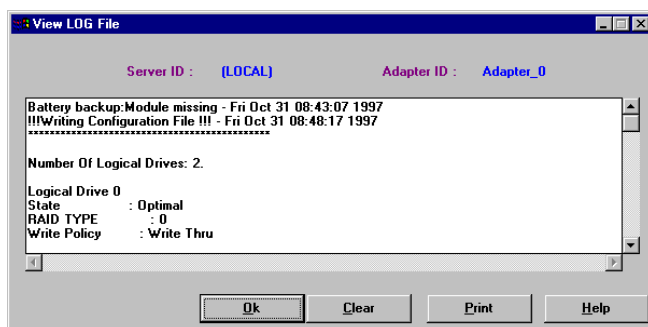 View LOG File
Server ID : (LOCAL) Adapter ID : Adapter_0
Battery backup:Module missing - Fri Oct 31 08:43:07 1997
!!!Writing Configuration File !!! - Fri Oct 31 08:48:17 1997
********************************************
Number Of Logical Drives: 2.
Logical Drive 0
State : Optimal
RAID TYPE : 0
Write Policy : Write Thru
Ok Clear Print Help